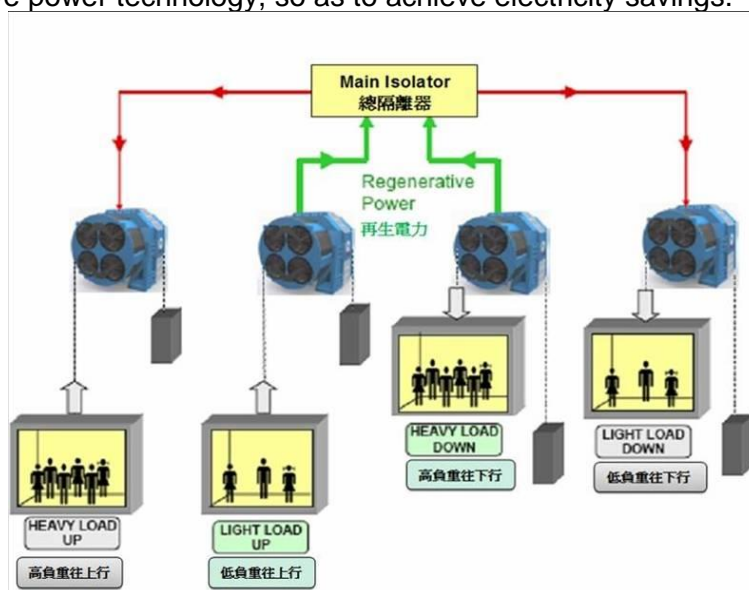 e power technology, so as to achieve electricity savings.
Main Isolator
總隔離器
Regenerative
Power
再生電力
HEAVY LOAD
DOWN
高負重往下行
LIGHT LOAD
DOWN
低負重往下行
HEAVY LOAD
UP
高負重往上行
LIGHT LOAD
UP
低負重往上行